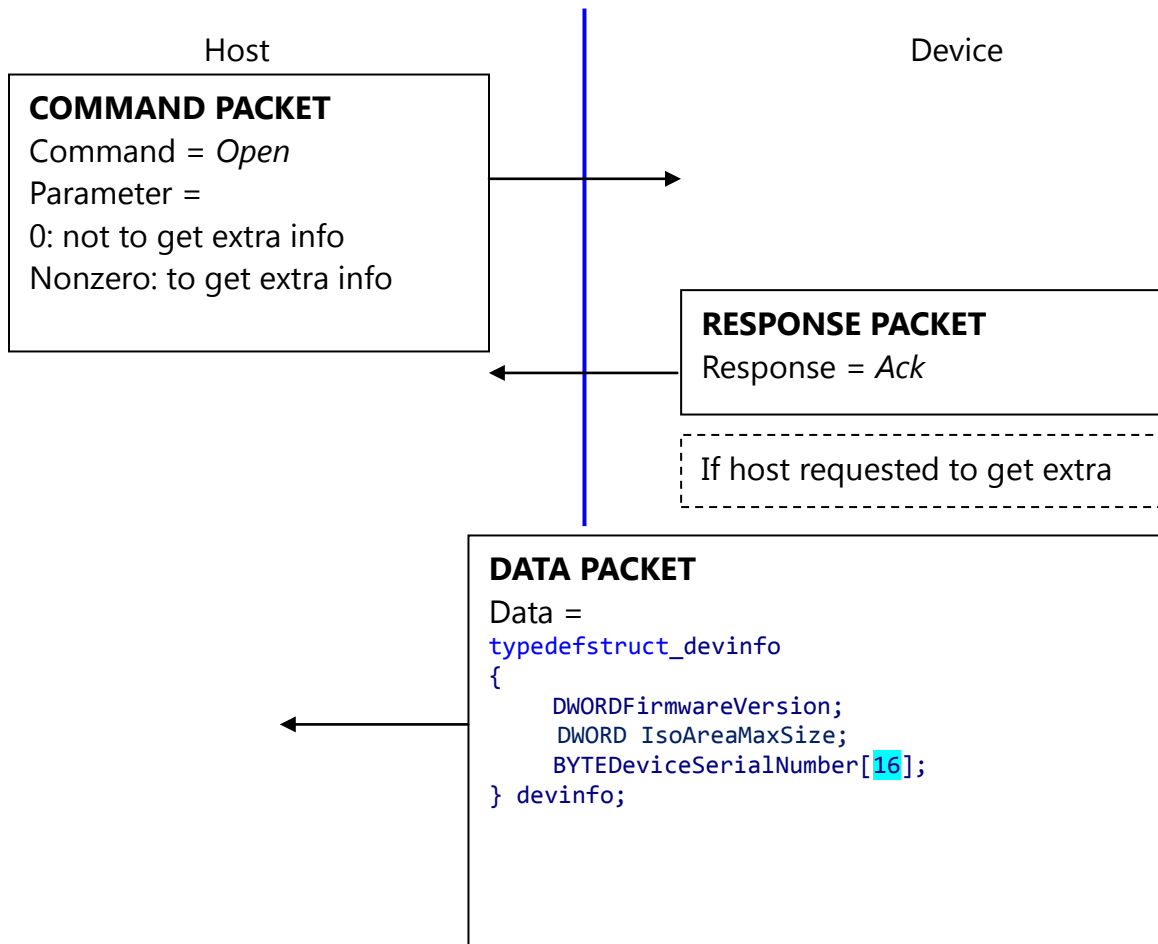 Host
Device
COMMAND PACKET
Command = Open
Parameter =
0: not to get extra info
Nonzero: to get extra info
RESPONSE PACKET
Response = Ack
If host requested to get extra
DATA PACKET
Data =
typedefstruct_devinfo
{
DWORDFirmwareVersion;
DWORD IsoAreaMaxSize;
BYTEDeviceSerialNumber[16];
} devinfo;